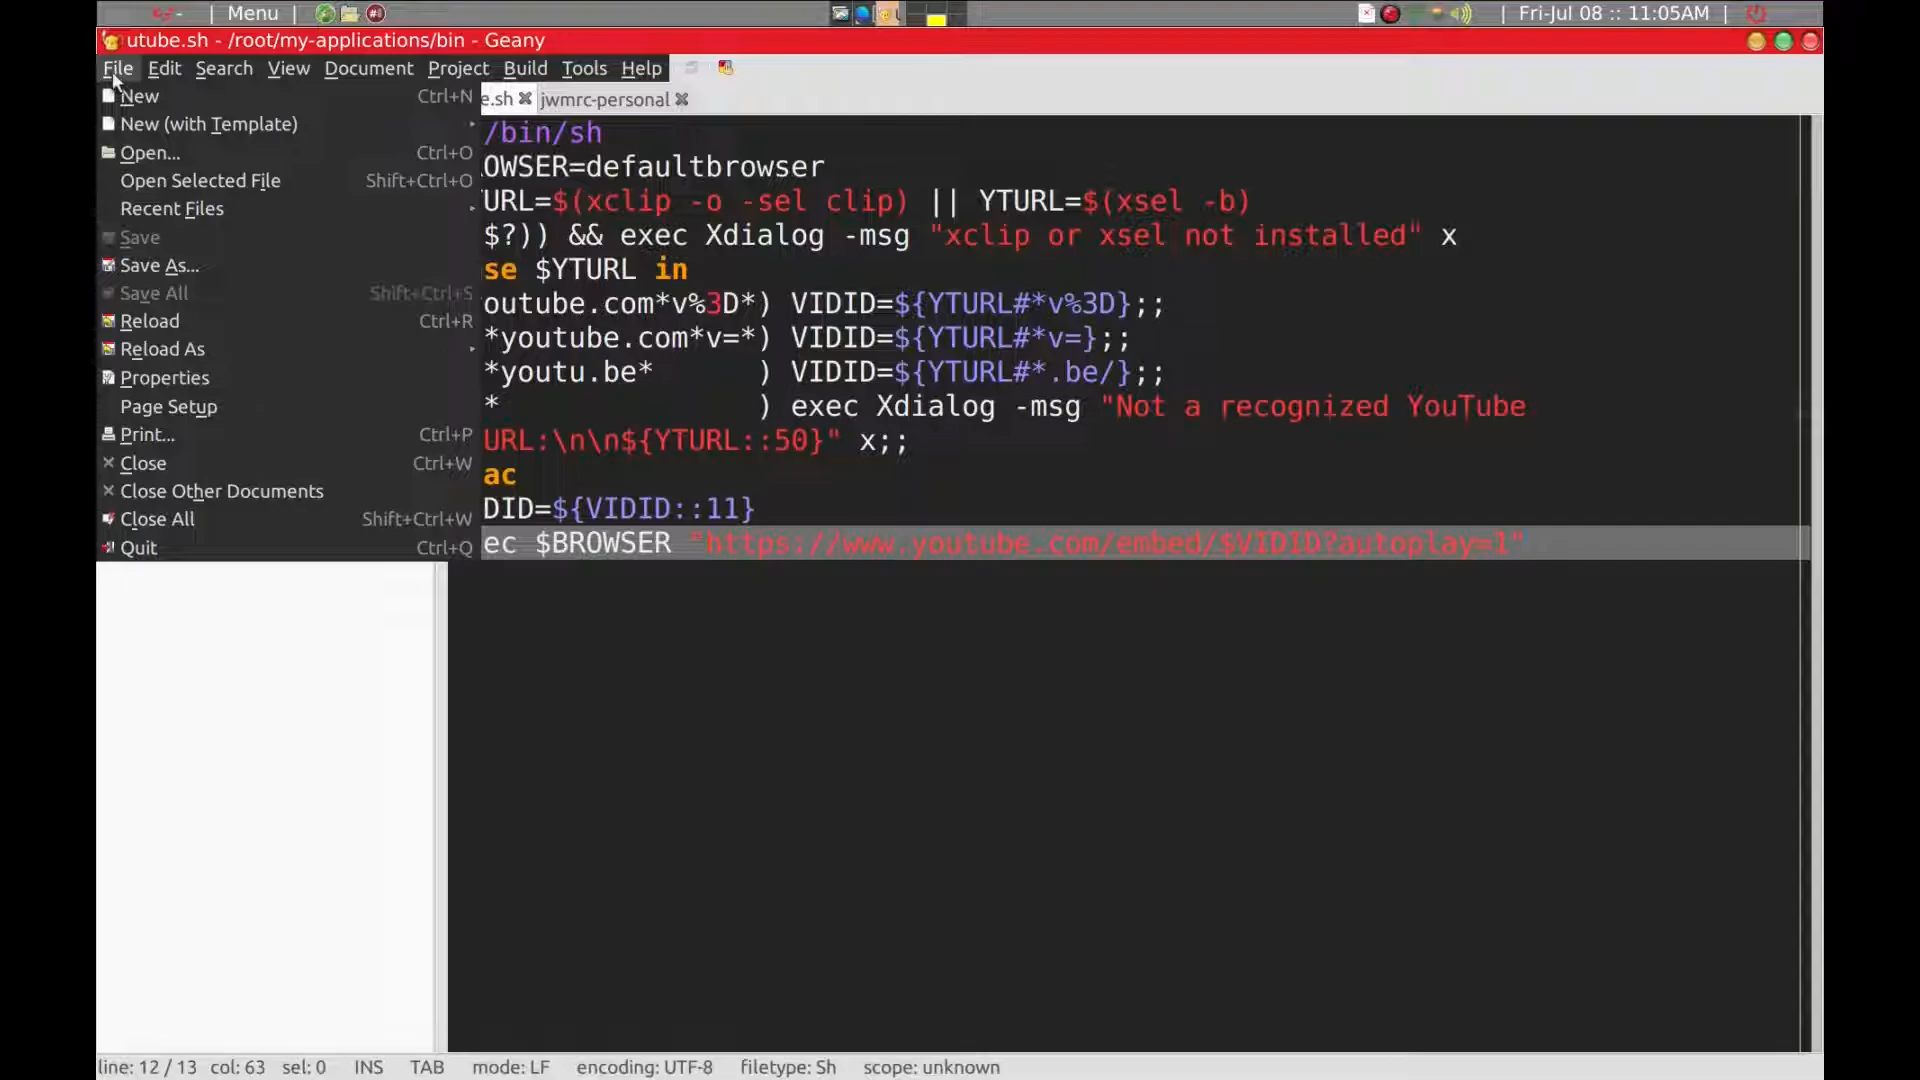 Menu
Fri-Jul 08 :: 11:05AM
utube.sh - /root/my-applications/bin - Geany
File Edit Search View Document Project Build Tools Help
New Ctrl+N
New (with Template)
Open... Ctrl+O
Open Selected File Shift+Ctrl+O
Recent Files
Save
Save As...
Save All Shift+Ctrl+S
Reload Ctrl+R
Reload As
Properties
Page Setup
Print... Ctrl+P
Close Ctrl+W
Close Other Documents
Close All Shift+Ctrl+W
Quit Ctrl+Q
e.sh jwmrc-personal
/bin/sh
OWSER=defaultbrowser
URL=$(xclip -o -sel clip) || YTURL=$(xsel -b)
$?)) && exec Xdialog -msg "xclip or xsel not installed" x
se $YTURL in
outube.com*v%3D*) VIDID=${YTURL#*v%3D};;
*youtube.com*v=*) VIDID=${YTURL#*v=};;
*youtu.be* ) VIDID=${YTURL#*.be/};;
* ) exec Xdialog -msg "Not a recognized YouTube
URL:\n\n${YTURL::50}" x;;
ac
DID=${VIDID::11}
ec $BROWSER "https://www.youtube.com/embed/$VIDID?autoplay=1"
line: 12 / 13 col: 63 sel: 0 INS TAB mode: LF encoding: UTF-8 filetype: Sh scope: unknown